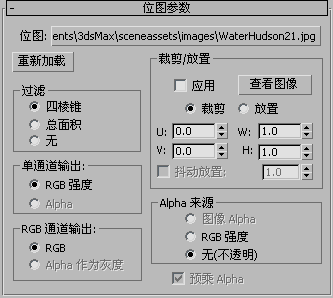 位图参数
位图: ents\3dsMax\sceneassets\images\WaterHudson21.jpg
重新加载
裁剪/放置
应用 查看图像
裁剪 放置
U: 0.0 W: 1.0
V: 0.0 H: 1.0
抖动放置: 1.0
过滤
四棱锥
总面积
无
单通道输出:
RGB 强度
Alpha
RGB 通道输出:
RGB
Alpha 作为灰度
Alpha 来源
图像 Alpha
RGB 强度
无(不透明)
预乘 Alpha